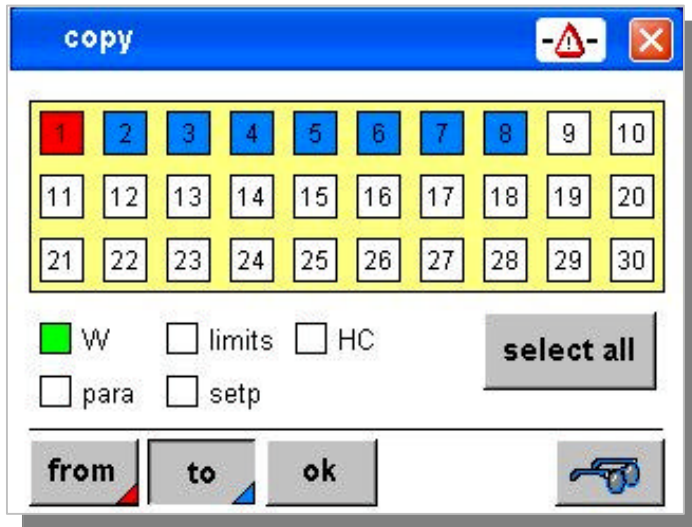 copy
1 2 3 4 5 6 7 8 9 10
11 12 13 14 15 16 17 18 19 20
21 22 23 24 25 26 27 28 29 30
W limits HC
select all
para setp
from to ok